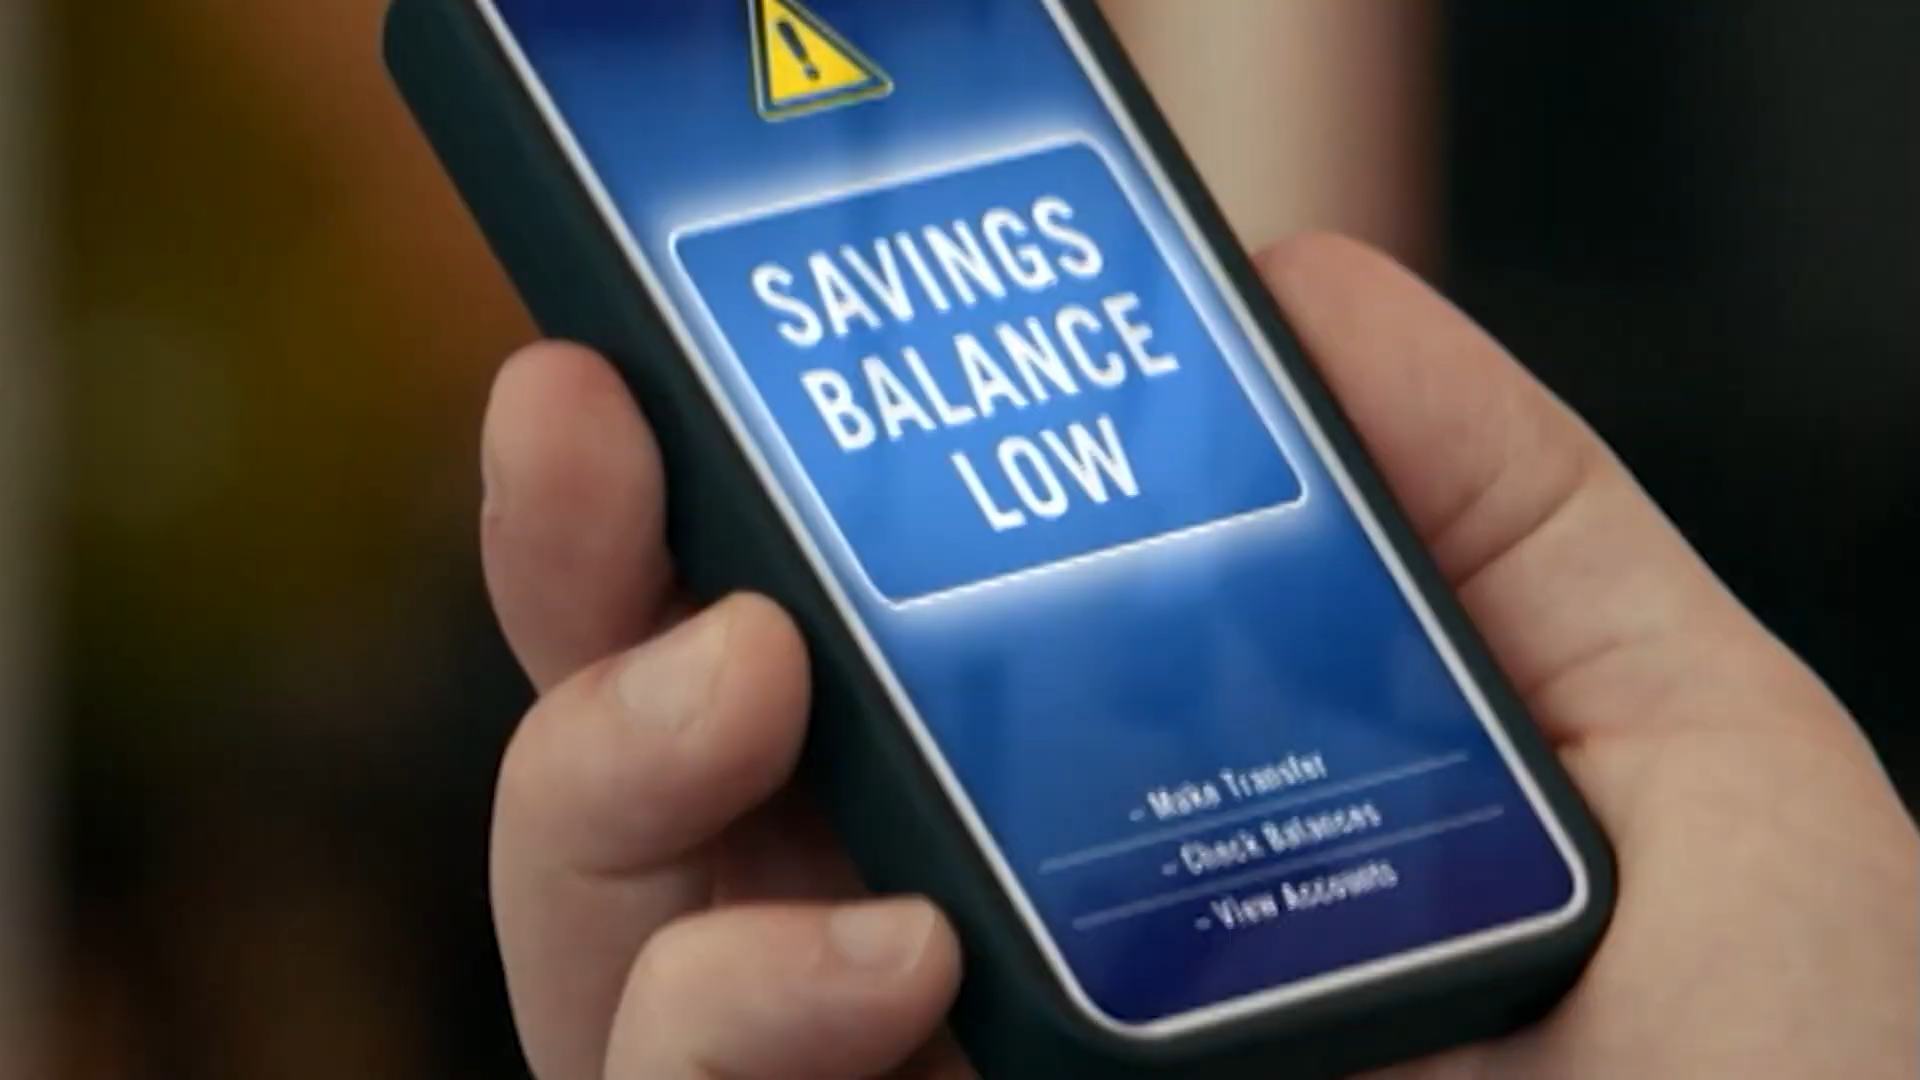 SAVINGS
BALANCE
LOW
- Make Transfer
- Check Balances
- View Accounts